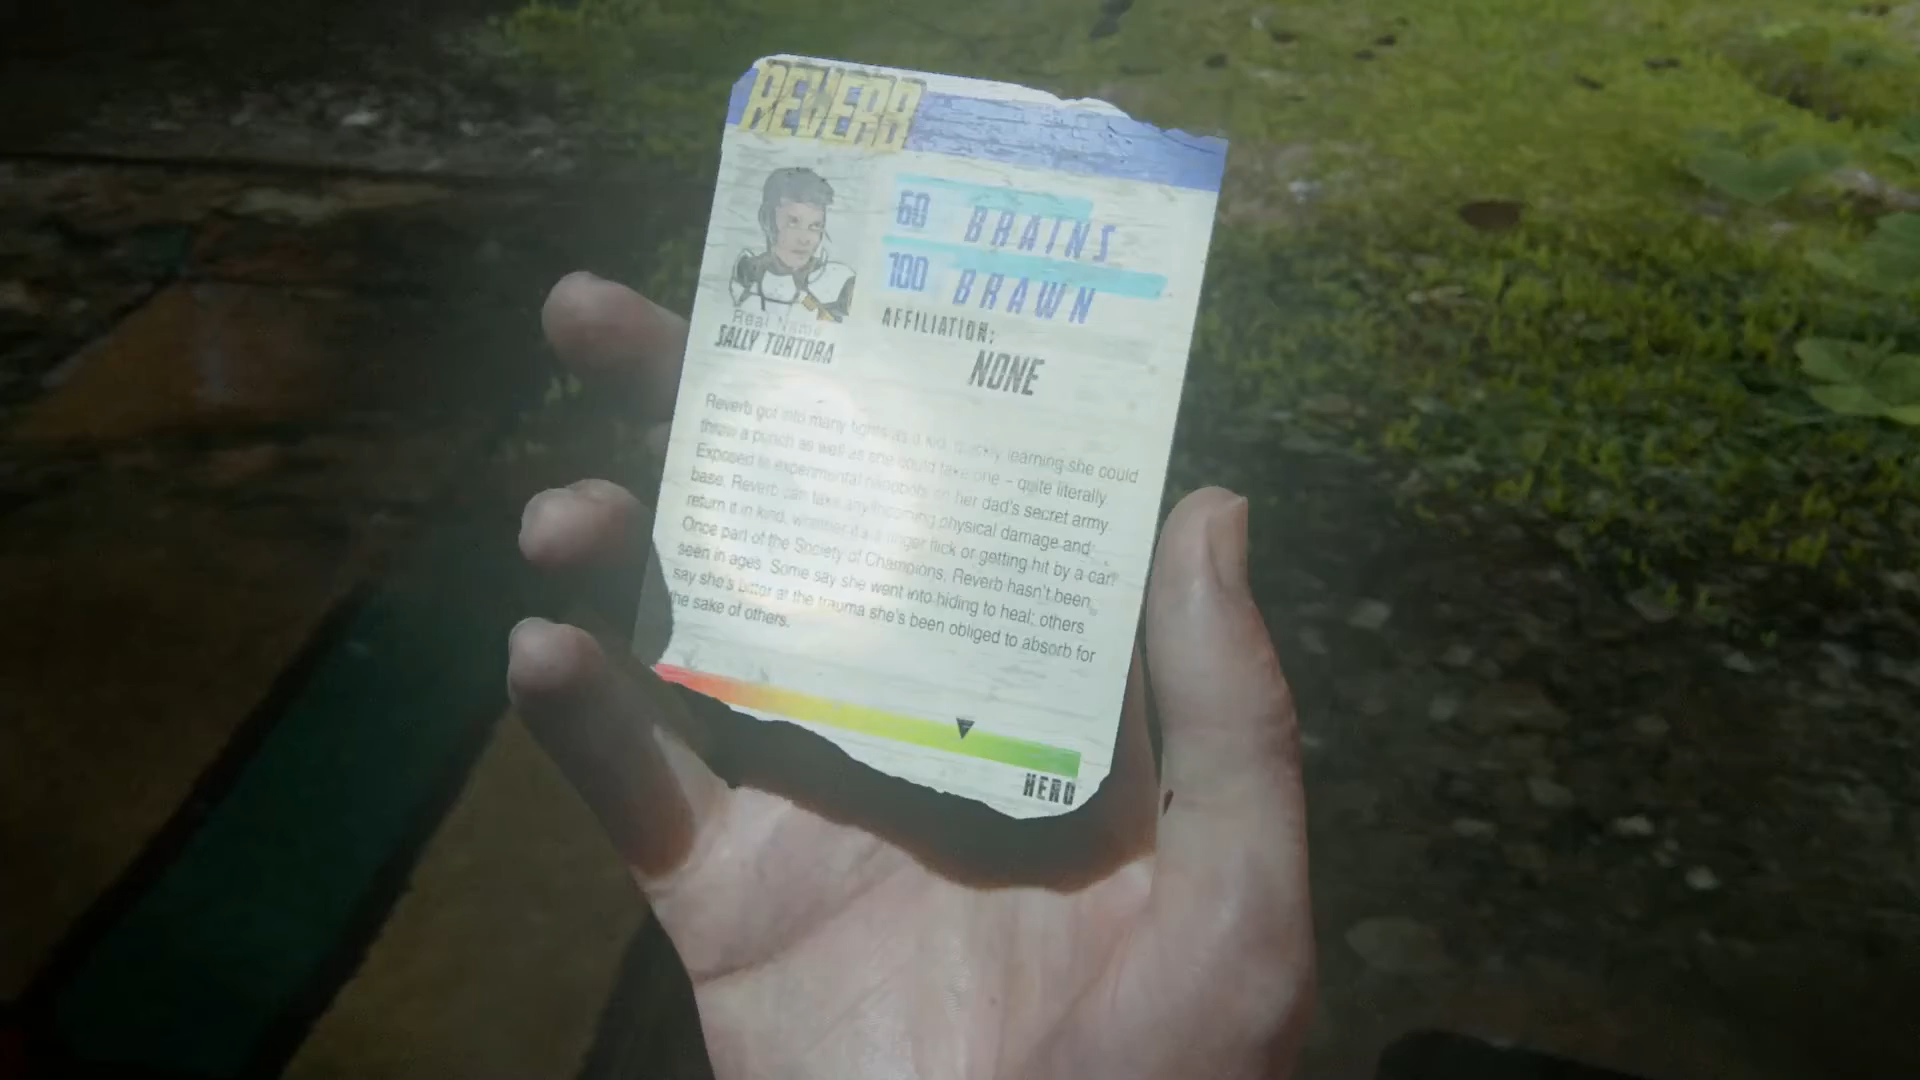 REVERB
60 BRAINS
100 BRAWN
Real Name
SALLY TORTORA
AFFILIATION:
NONE
Reverb got into many fights as a kid, quickly learning she could
throw a punch as well as she could take one – quite literally.
Exposed to experimental nanobots on her dad's secret army
base, Reverb can take any incoming physical damage and
return it in kind, whether it's a finger flick or getting hit by a car.
Once part of the Society of Champions, Reverb hasn't been
seen in ages. Some say she went into hiding to heal; others
say she's bitter at the trauma she's been obliged to absorb for
the sake of others.
HERO